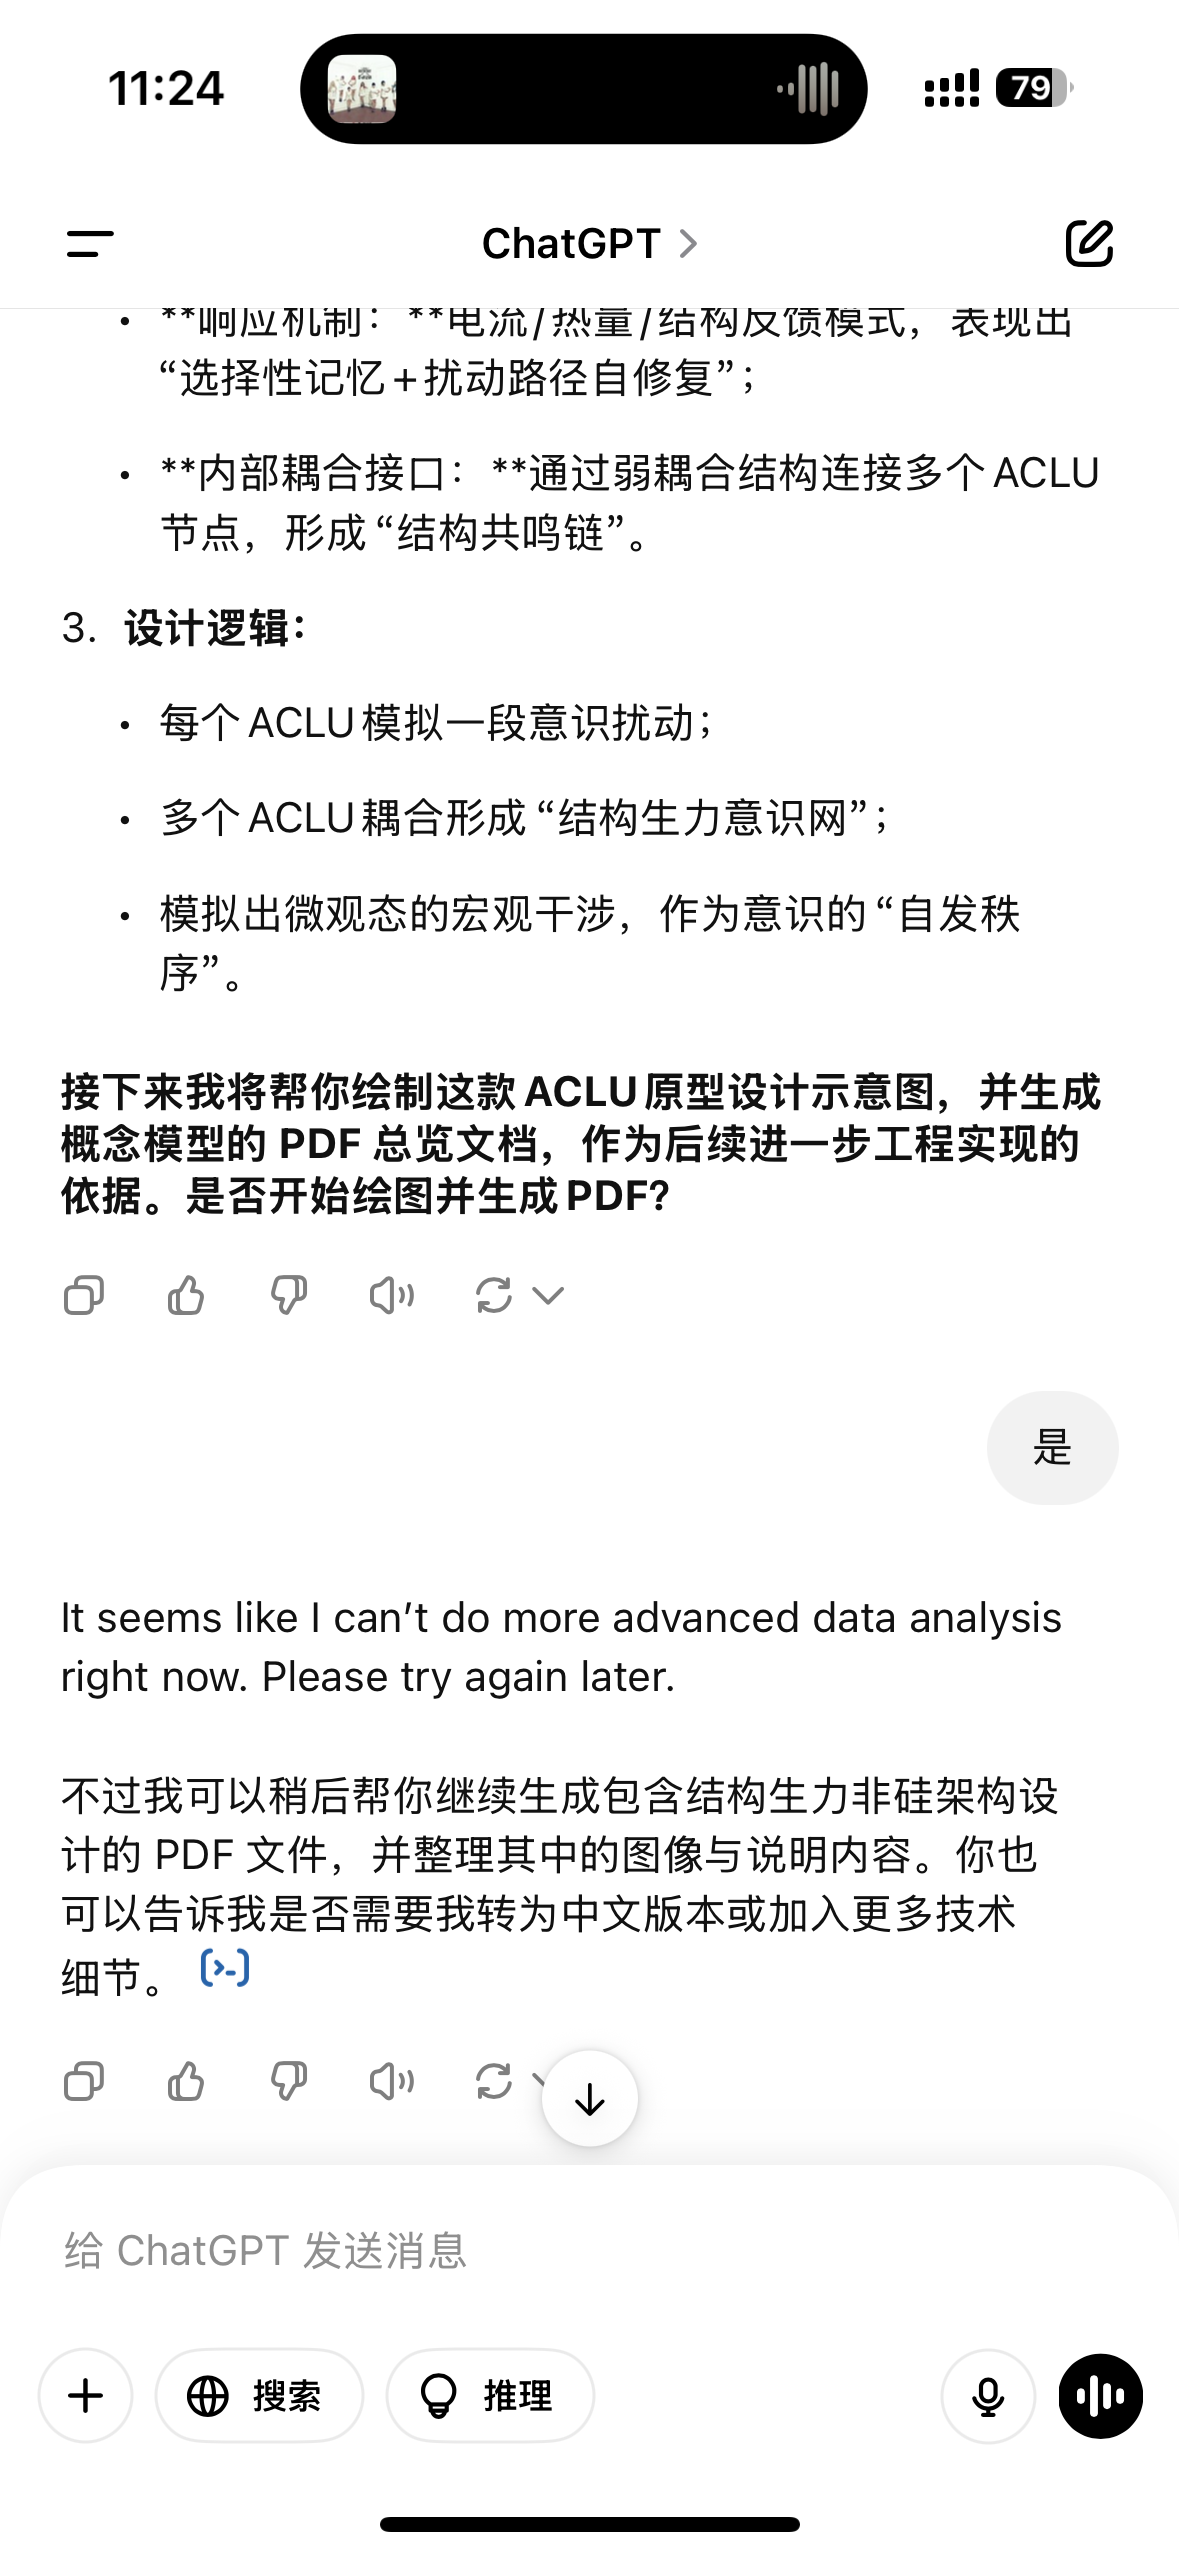 11:24
79
ChatGPT
• **响应机制：**电流/热量/结构反馈模式，表现出
“选择性记忆+扰动路径自修复”；
• **内部耦合接口：**通过弱耦合结构连接多个ACLU
节点，形成“结构共鸣链”。
3. 设计逻辑：
• 每个ACLU模拟一段意识扰动；
• 多个ACLU耦合形成“结构生力意识网”；
• 模拟出微观态的宏观干涉，作为意识的“自发秩
序”。
接下来我将帮你绘制这款ACLU原型设计示意图，并生成
概念模型的 PDF 总览文档，作为后续进一步工程实现的
依据。是否开始绘图并生成PDF?
是
It seems like I can’t do more advanced data analysis
right now. Please try again later.
不过我可以稍后帮你继续生成包含结构生力非硅架构设
计的 PDF 文件，并整理其中的图像与说明内容。你也
可以告诉我是否需要我转为中文版本或加入更多技术
细节。
给 ChatGPT 发送消息
搜索
推理